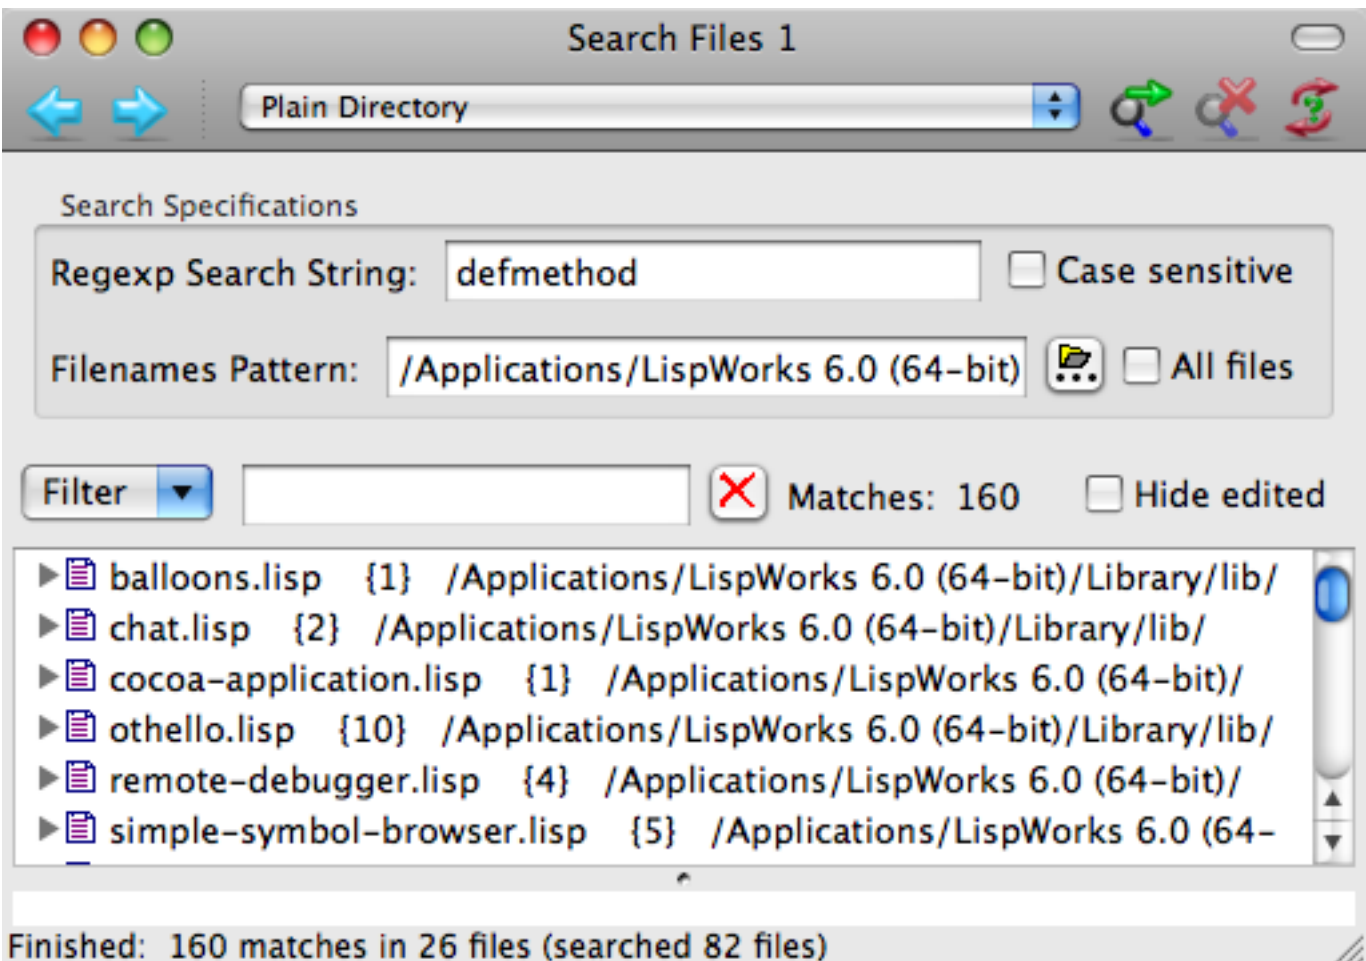 Search Files 1
Plain Directory
Search Specifications
Regexp Search String: defmethod Case sensitive
Filenames Pattern: /Applications/LispWorks 6.0 (64-bit) All files
Filter Matches: 160 Hide edited
balloons.lisp {1} /Applications/LispWorks 6.0 (64-bit)/Library/lib/
chat.lisp {2} /Applications/LispWorks 6.0 (64-bit)/Library/lib/
cocoa-application.lisp {1} /Applications/LispWorks 6.0 (64-bit)/
othello.lisp {10} /Applications/LispWorks 6.0 (64-bit)/Library/lib/
remote-debugger.lisp {4} /Applications/LispWorks 6.0 (64-bit)/
simple-symbol-browser.lisp {5} /Applications/LispWorks 6.0 (64-
Finished: 160 matches in 26 files (searched 82 files)